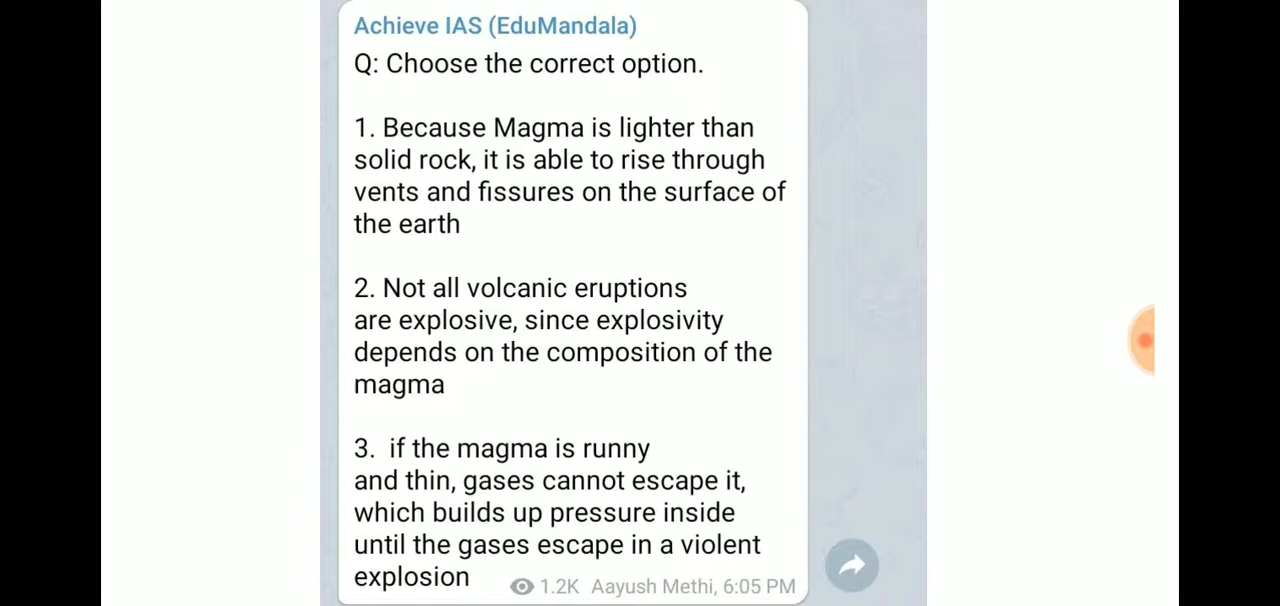 Achieve IAS (EduMandala)
Q: Choose the correct option.
1. Because Magma is lighter than
solid rock, it is able to rise through
vents and fissures on the surface of
the earth
2. Not all volcanic eruptions
are explosive, since explosivity
depends on the composition of the
magma
3. if the magma is runny
and thin, gases cannot escape it,
which builds up pressure inside
until the gases escape in a violent
explosion
1.2K Aayush Methi, 6:05 PM